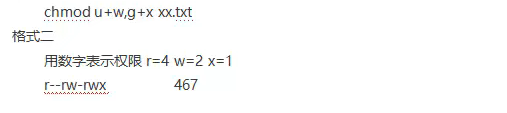 chmod u+w,g+x xx.txt
格式二
用数字表示权限 r=4 w=2 x=1
r--rw-rwx 467